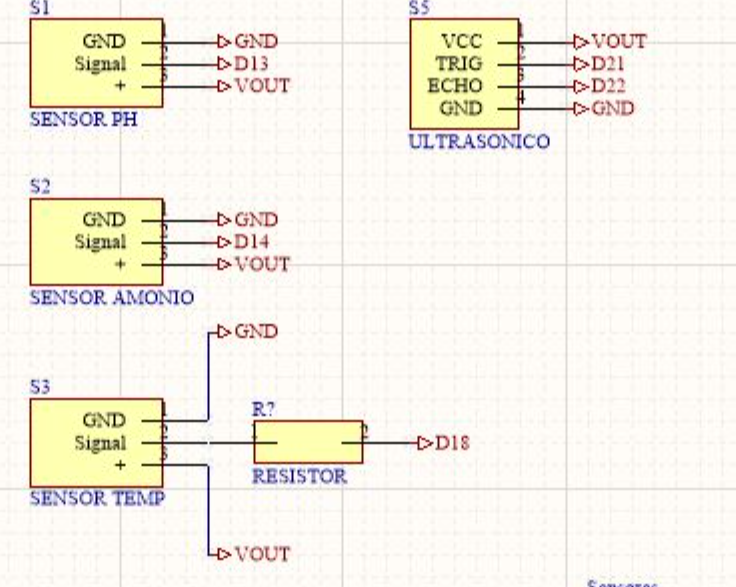 S1
GND 1 GND
Signal 2 D13
+ 3 VOUT
SENSOR PH
S5
VCC 1 VOUT
TRIG 2 D21
ECHO 3 D22
GND 4 GND
ULTRASONICO
S2
GND 1 GND
Signal 2 D14
+ 3 VOUT
SENSOR AMONIO
GND
S3
GND 1
Signal 2
+ 3
SENSOR TEMP
R?
1 2 D18
RESISTOR
VOUT
Sensores